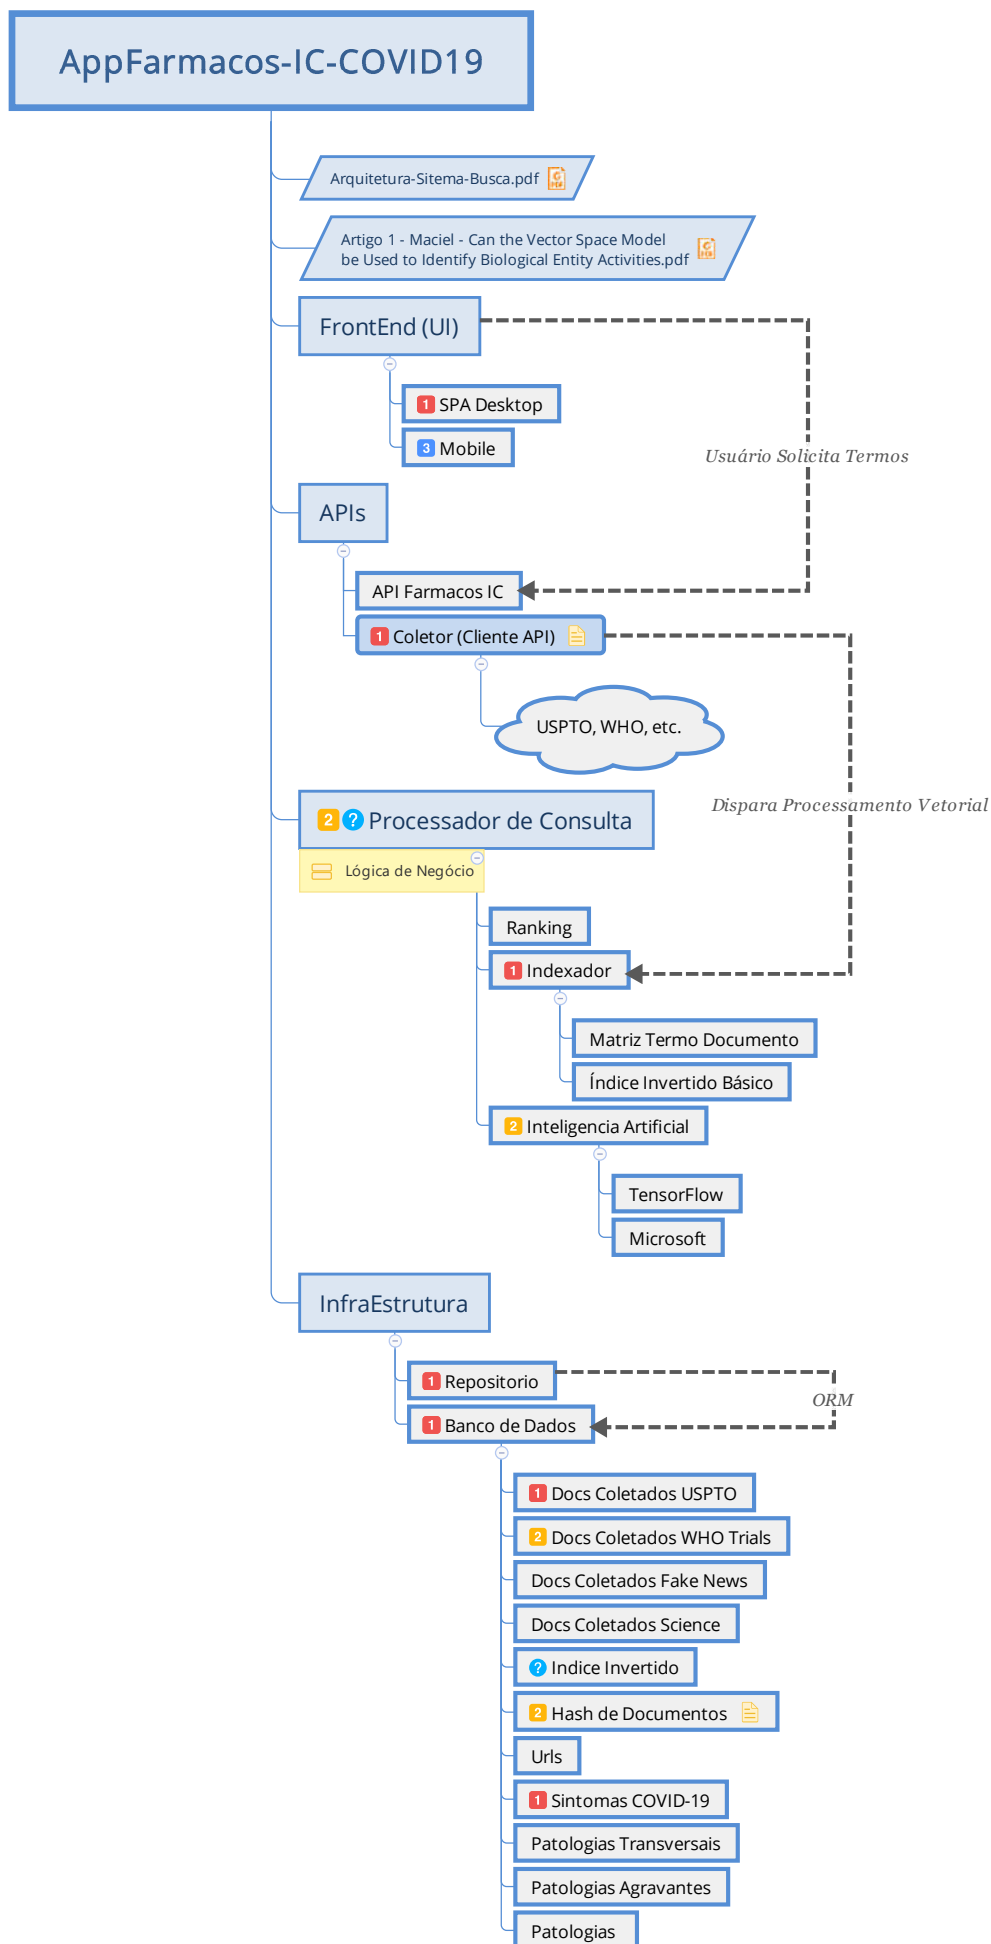 AppFarmacos-IC-COVID19
Arquitetura-Sitema-Busca.pdf
Artigo 1 - Maciel - Can the Vector Space Model
be Used to Identify Biological Entity Activities.pdf
FrontEnd (UI)
1 SPA Desktop
3 Mobile
Usuário Solicita Termos
APIs
API Farmacos IC
1 Coletor (Cliente API)
USPTO, WHO, etc.
Dispara Processamento Vetorial
2 ? Processador de Consulta
Lógica de Negócio
Ranking
1 Indexador
Matriz Termo Documento
Índice Invertido Básico
2 Inteligencia Artificial
TensorFlow
Microsoft
InfraEstrutura
1 Repositorio
ORM
1 Banco de Dados
1 Docs Coletados USPTO
2 Docs Coletados WHO Trials
Docs Coletados Fake News
Docs Coletados Science
? Indice Invertido
2 Hash de Documentos
Urls
1 Sintomas COVID-19
Patologias Transversais
Patologias Agravantes
Patologias